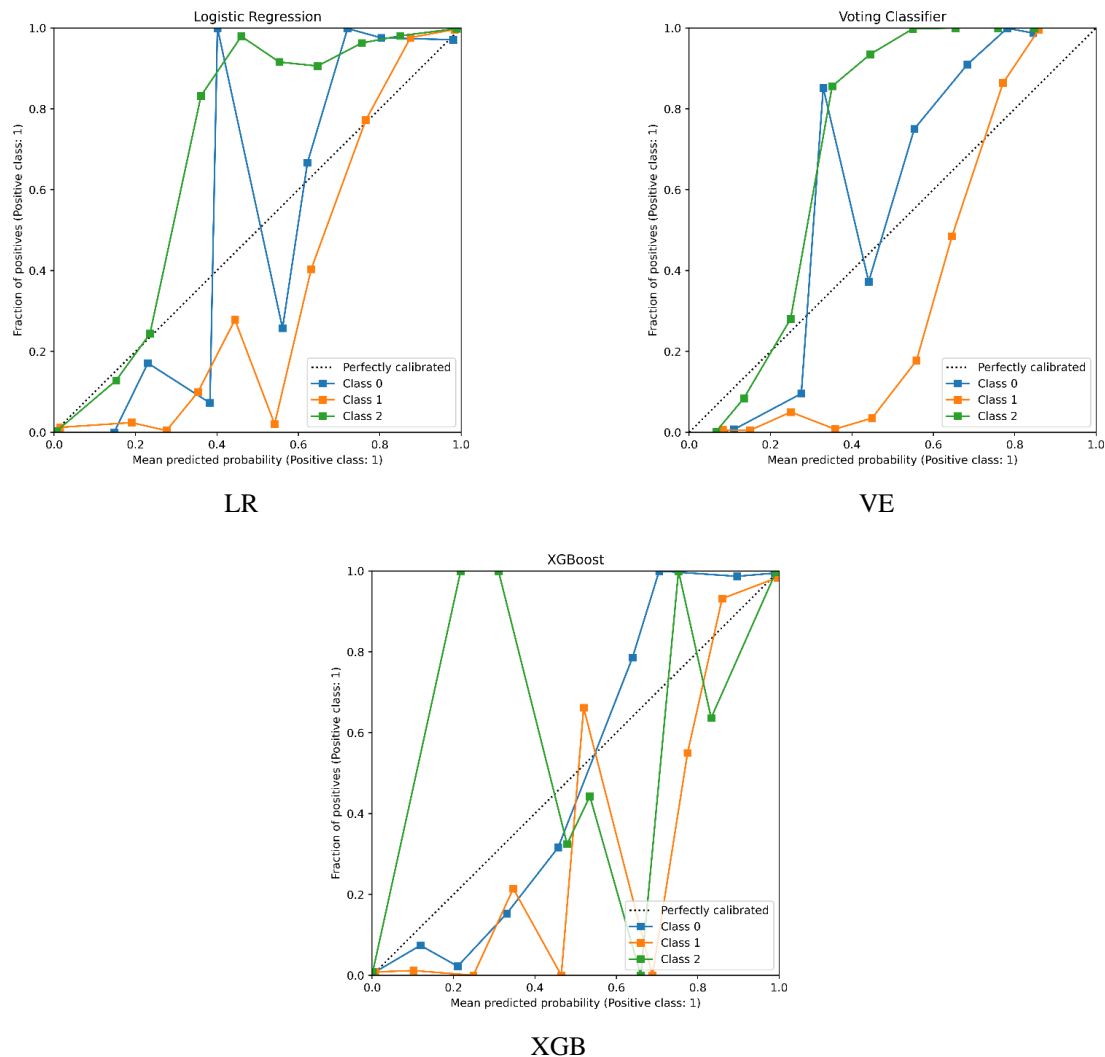 Logistic Regression
Fraction of positives (Positive class: 1)
1.0
0.8
0.6
0.4
0.2
0.0
Perfectly calibrated
Class 0
Class 1
Class 2
0.0 0.2 0.4 0.6 0.8 1.0
Mean predicted probability (Positive class: 1)
LR
Voting Classifier
Fraction of positives (Positive class: 1)
1.0
0.8
0.6
0.4
0.2
0.0
Perfectly calibrated
Class 0
Class 1
Class 2
0.0 0.2 0.4 0.6 0.8 1.0
Mean predicted probability (Positive class: 1)
VE
XGBoost
Fraction of positives (Positive class: 1)
1.0
0.8
0.6
0.4
0.2
0.0
Perfectly calibrated
Class 0
Class 1
Class 2
0.0 0.2 0.4 0.6 0.8 1.0
Mean predicted probability (Positive class: 1)
XGB